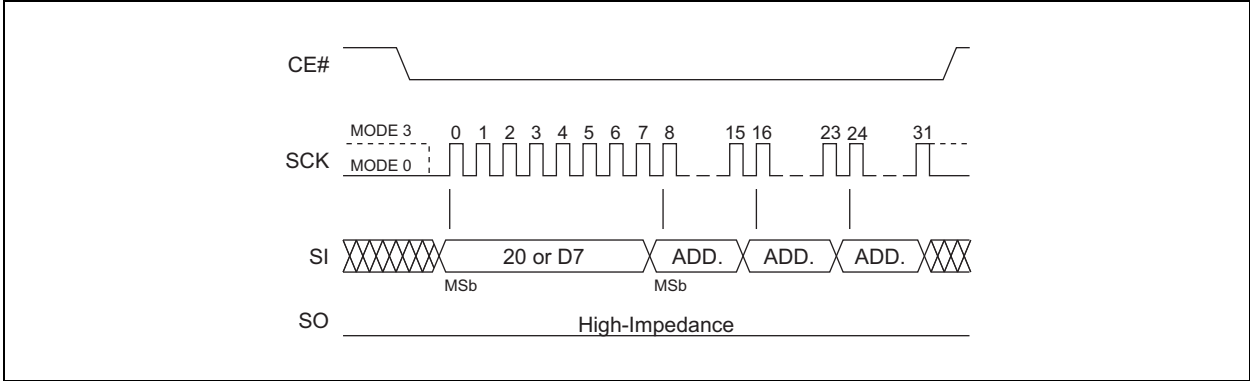 CE#
MODE 3
0 1 2 3 4 5 6 7 8 15 16 23 24 31
SCK
MODE 0
SI
20 or D7 ADD. ADD. ADD.
MSb MSb
SO
High-Impedance